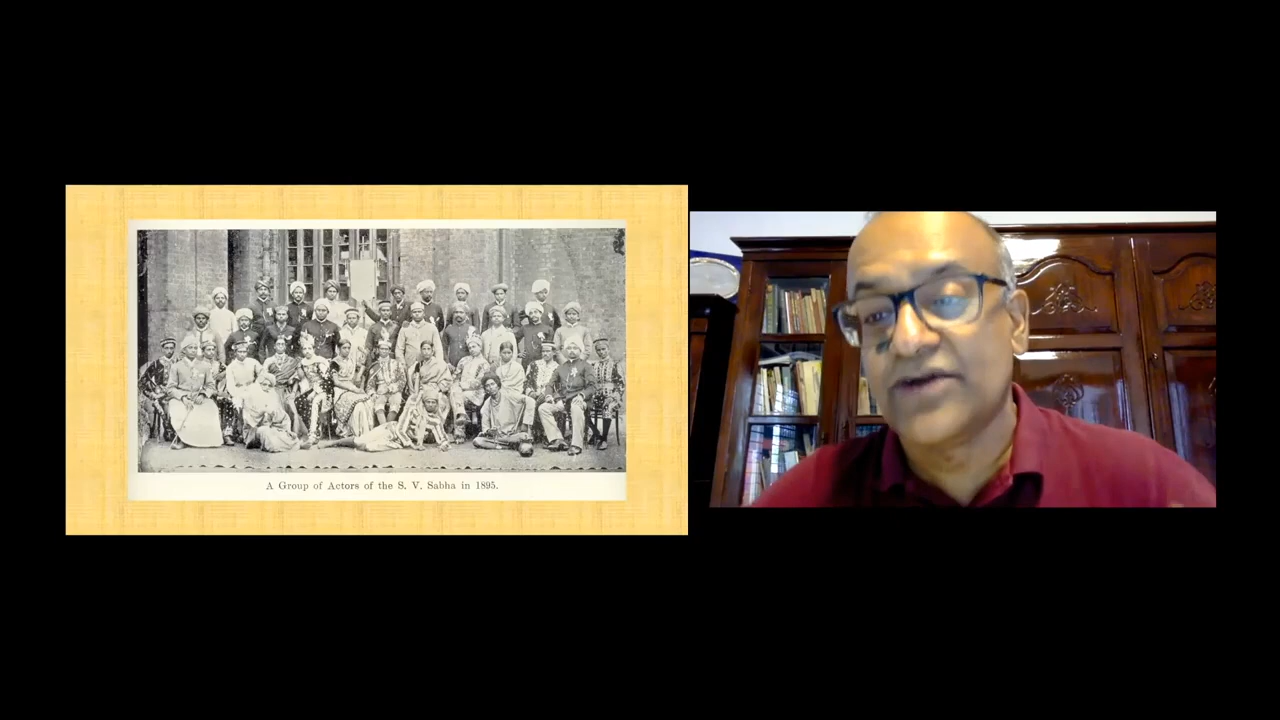 A Group of Actors of the S. V. Sabha in 1895.